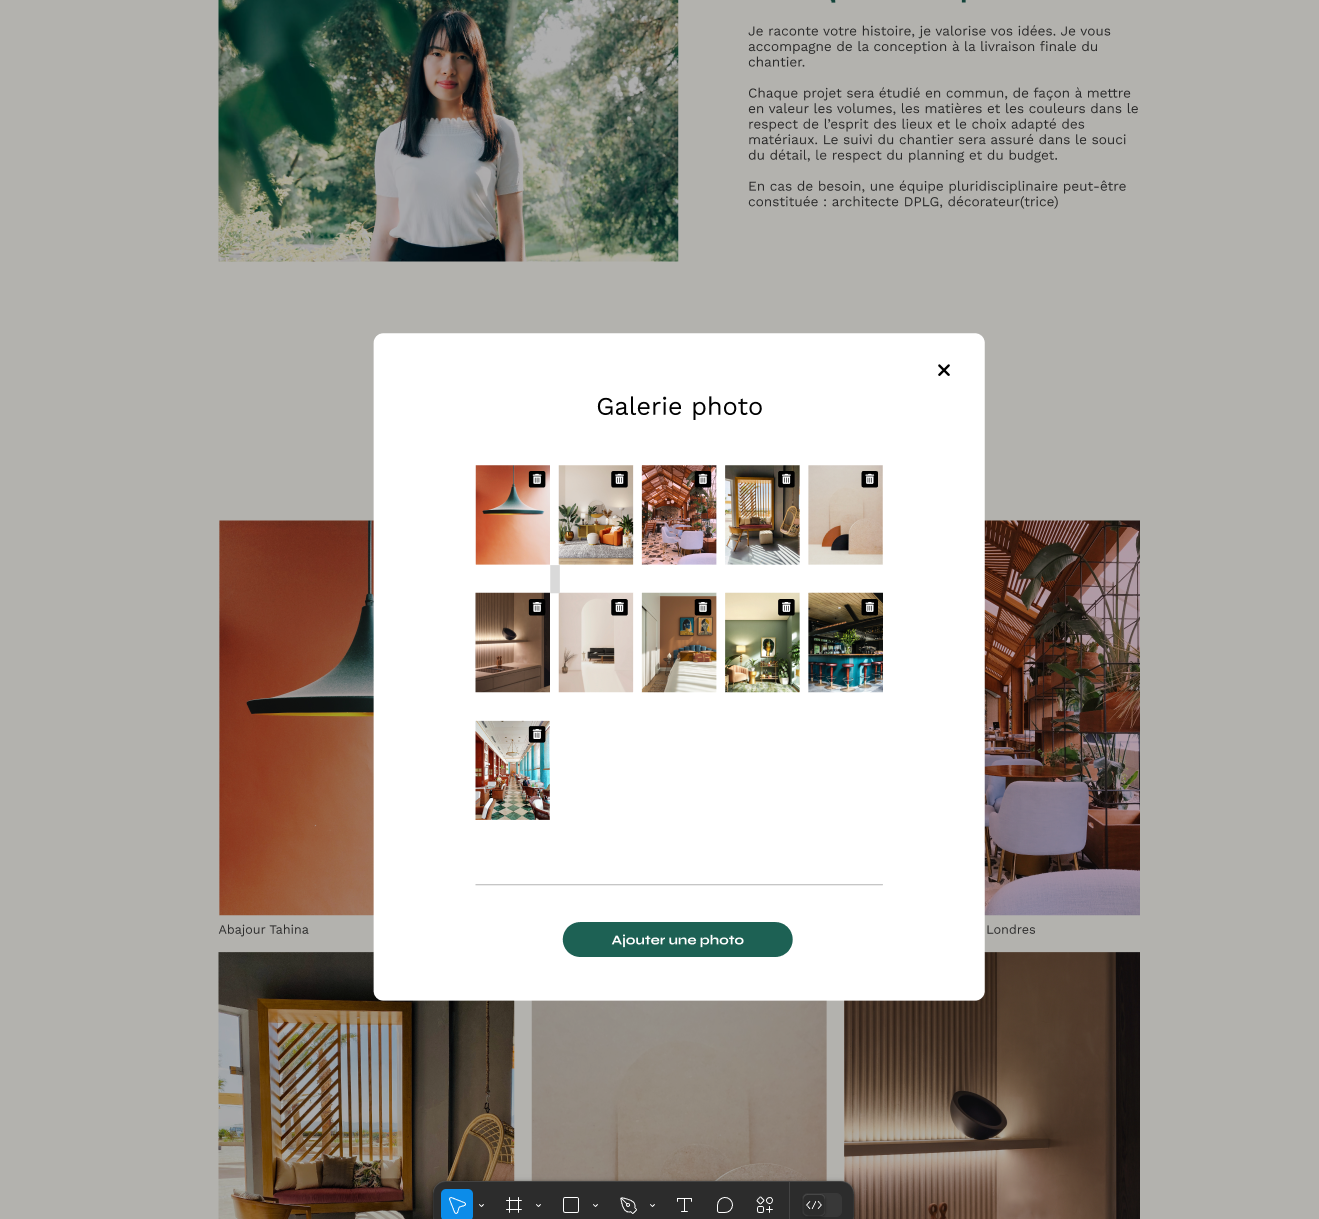 Je raconte votre histoire, je valorise vos idées. Je vous
accompagne de la conception à la livraison finale du
chantier.
Chaque projet sera étudié en commun, de façon à mettre
en valeur les volumes, les matières et les couleurs dans le
respect de l’esprit des lieux et le choix adapté des
matériaux. Le suivi du chantier sera assuré dans le souci
du détail, le respect du planning et du budget.
En cas de besoin, une équipe pluridisciplinaire peut-être
constituée : architecte DPLG, décorateur(trice)
Galerie photo
Ajouter une photo
Abajour Tahina
Londres